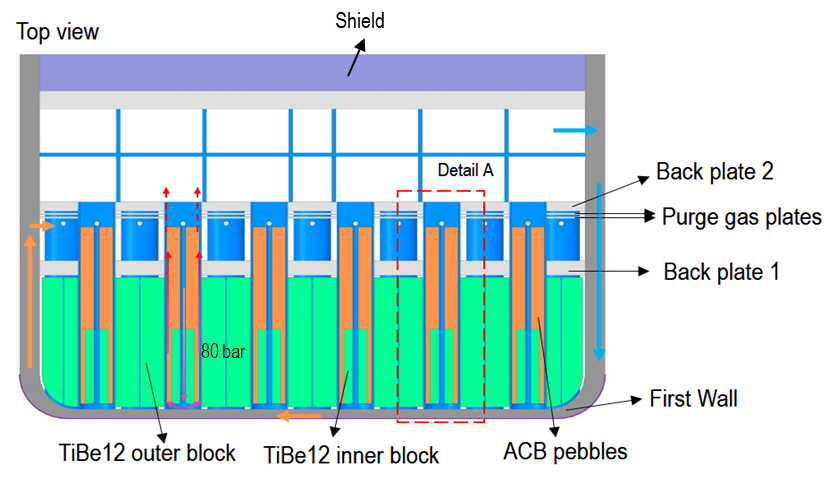 Top view
Shield
Detail A
Back plate 2
Purge gas plates
Back plate 1
80 bar
First Wall
TiBe12 outer block
TiBe12 inner block
ACB pebbles